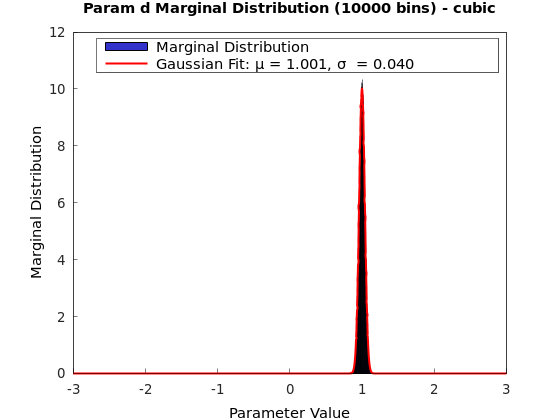 Param d Marginal Distribution (10000 bins) - cubic
Marginal Distribution
Gaussian Fit: μ = 1.001, σ = 0.040
12
10
8
6
4
2
0
Marginal Distribution
-3 -2 -1 0 1 2 3
Parameter Value